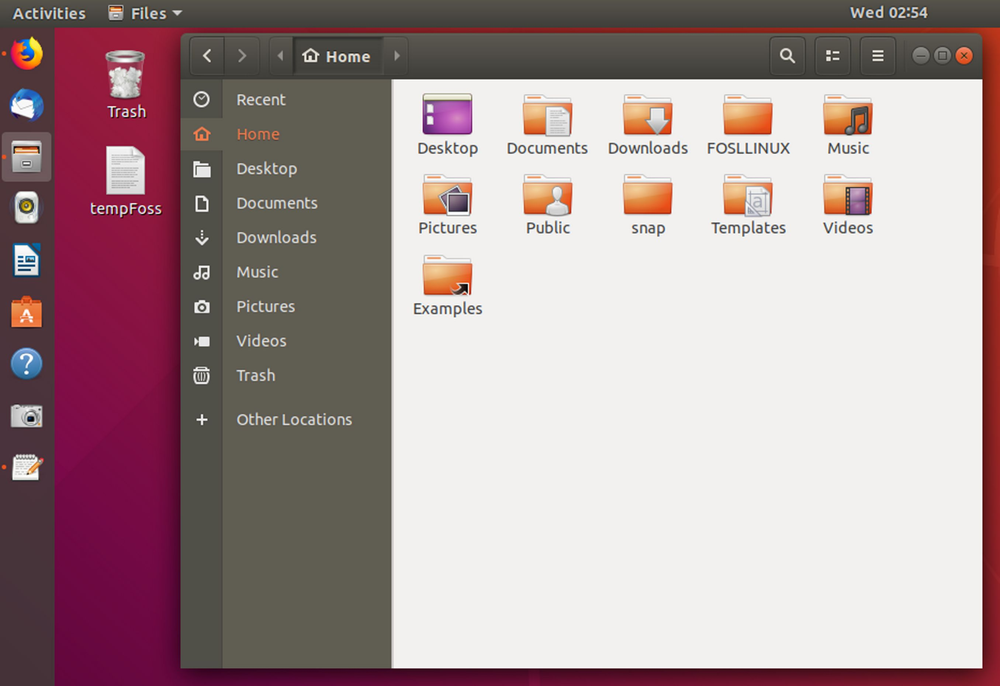 Activities Files Wed 02:54
Home
Trash
tempFoss
Recent
Home
Desktop
Documents
Downloads
Music
Pictures
Videos
Trash
Other Locations
Desktop Documents Downloads FOSLLINUX Music
Pictures Public snap Templates Videos
Examples